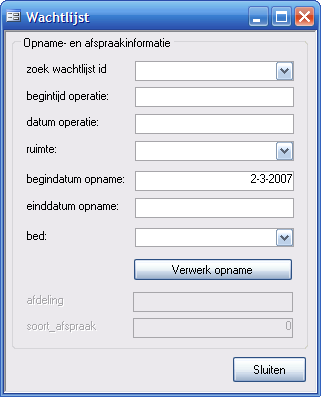 Wachtlijst
Opname- en afspraakinformatie
zoek wachtlijst id
begintijd operatie:
datum operatie:
ruimte:
begindatum opname: 2-3-2007
einddatum opname:
bed:
Verwerk opname
afdeling
soort_afspraak 0
Sluiten